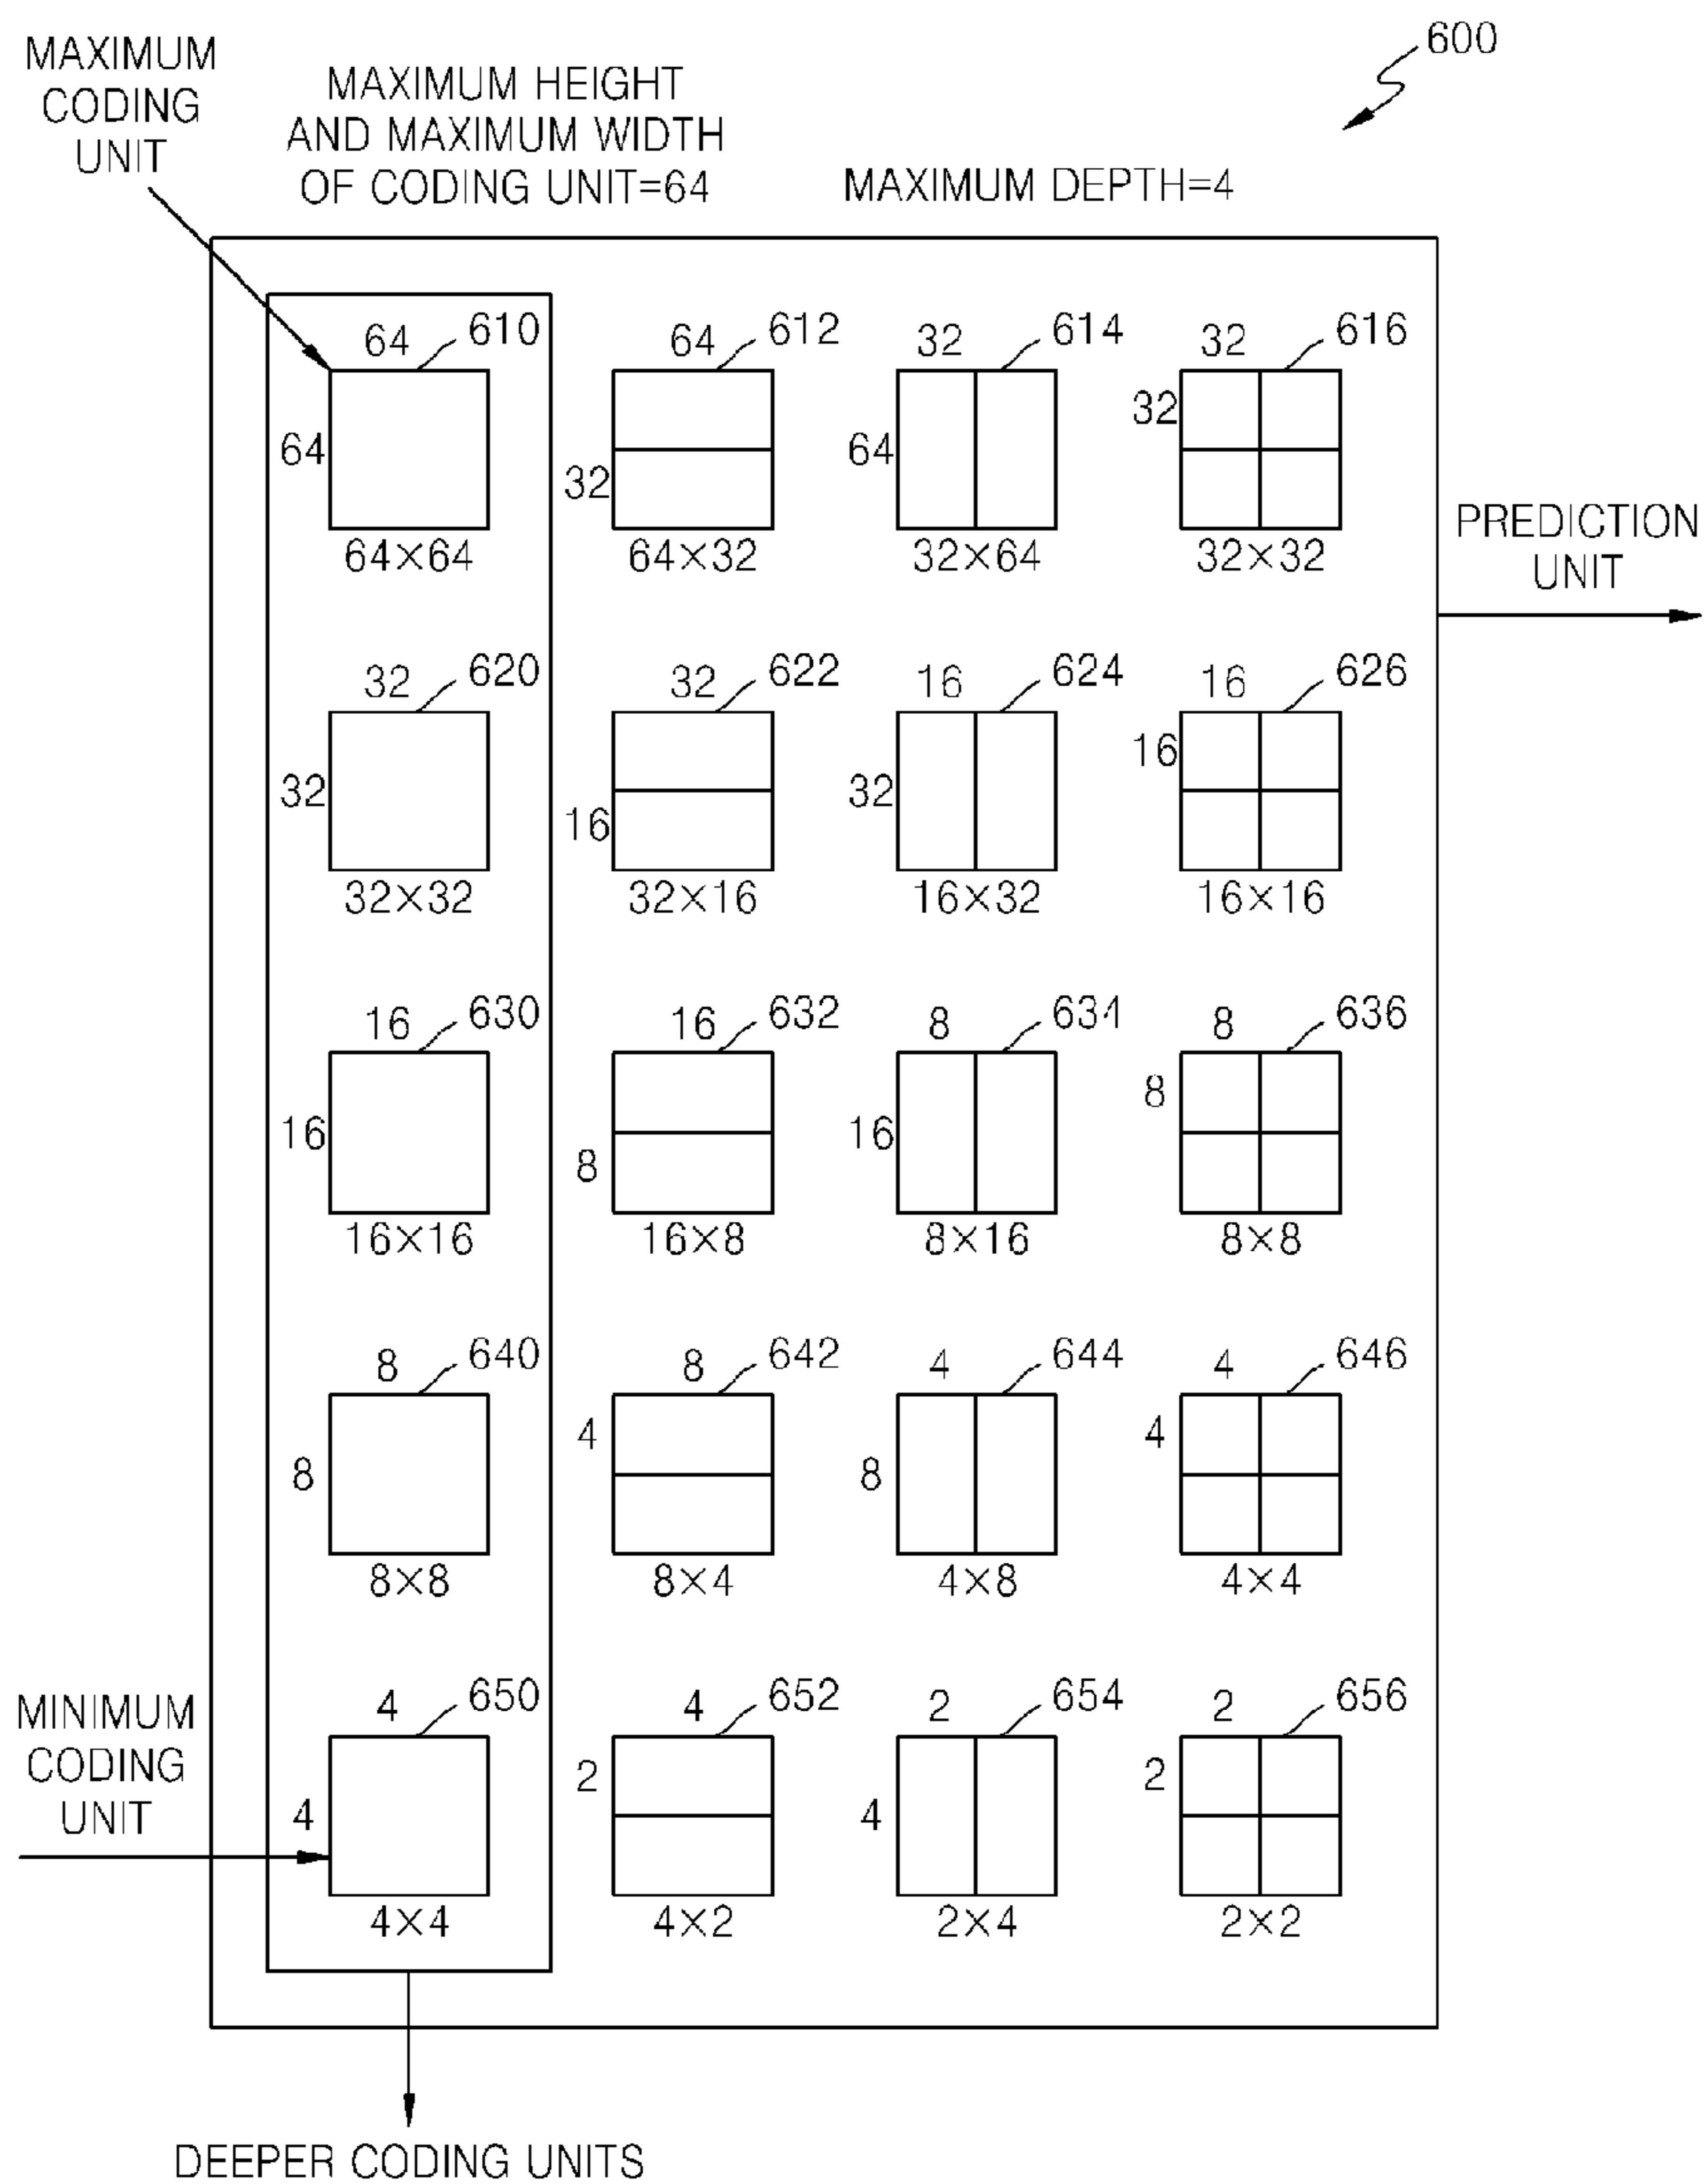 600
MAXIMUM
CODING
UNIT
MAXIMUM HEIGHT
AND MAXIMUM WIDTH
OF CODING UNIT=64
MAXIMUM DEPTH=4
64 610 64 612 32 614 32 616
64 32 64 32
64×64 64×32 32×64 32×32
PREDICTION
UNIT
32 620 32 622 16 624 16 626
32 16 32 16
32×32 32×16 16×32 16×16
16 630 16 632 8 634 8 636
16 8 16 8
16×16 16×8 8×16 8×8
8 640 8 642 4 644 4 646
8 4 8 4
8×8 8×4 4×8 4×4
MINIMUM
CODING
UNIT
4 650 4 652 2 654 2 656
4 2 4 2
4×4 4×2 2×4 2×2
DEEPER CODING UNITS